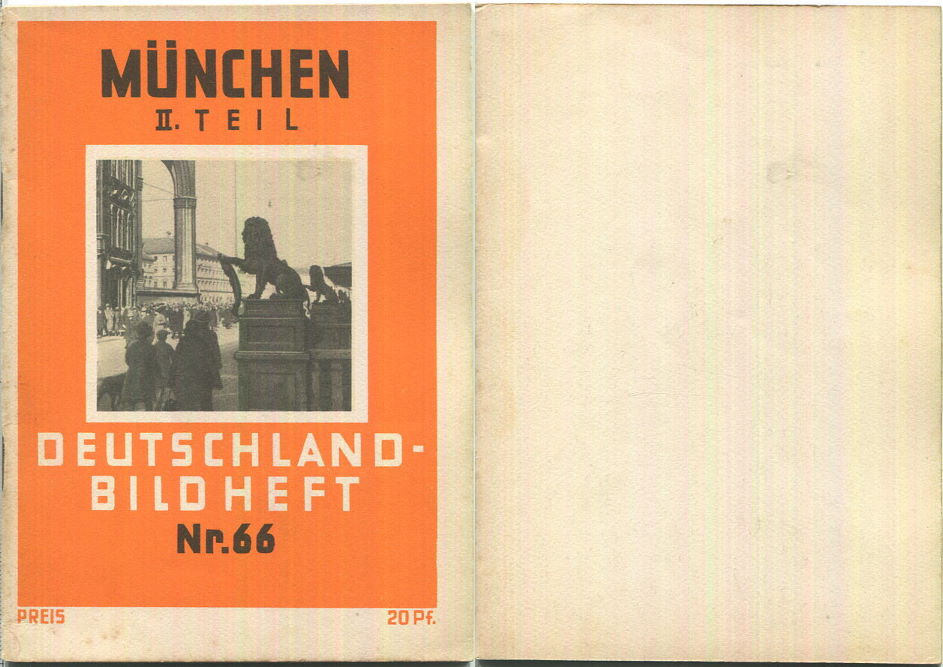 MÜNCHEN
II. TEIL
DEUTSCHLAND-
BILDHEFT
Nr.66
PREIS 20 Pf.